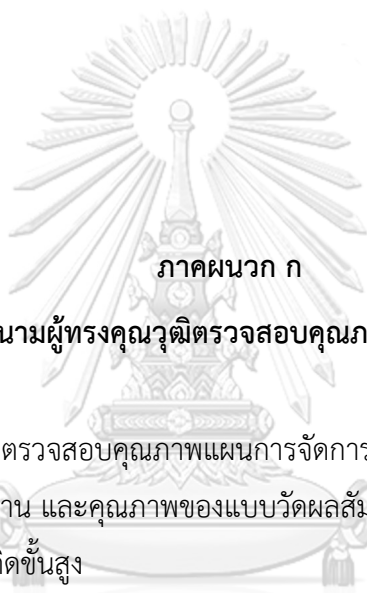 ภาคผนวก ก
นามผู้ทรงคุณวุฒิตรวจสอบคุณภ
ตรวจสอบคุณภาพแผนการจัดการ
าน และคุณภาพของแบบวัดผลสัม
คิดขั้นสูง